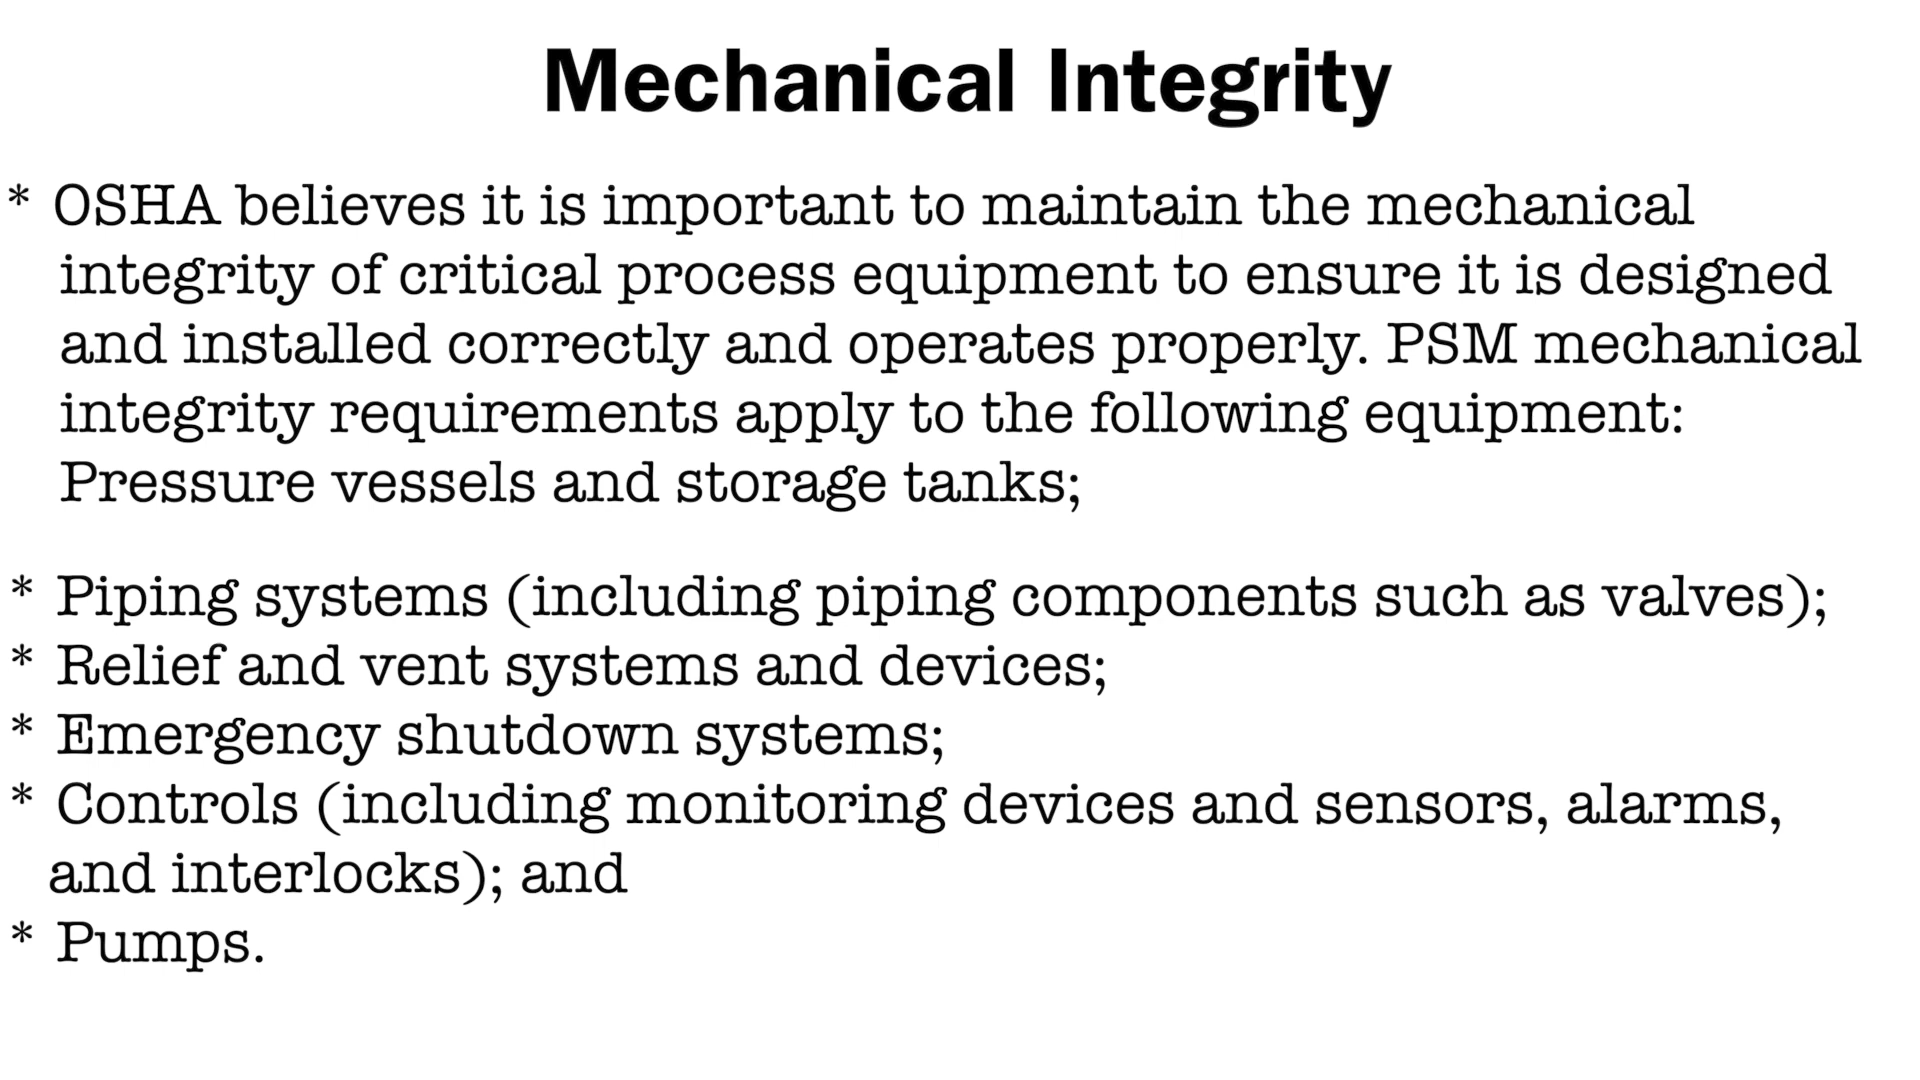 Mechanical Integrity
* OSHA believes it is important to maintain the mechanical
integrity of critical process equipment to ensure it is designed
and installed correctly and operates properly. PSM mechanical
integrity requirements apply to the following equipment:
Pressure vessels and storage tanks;
* Piping systems (including piping components such as valves);
* Relief and vent systems and devices;
* Emergency shutdown systems;
* Controls (including monitoring devices and sensors, alarms,
and interlocks); and
* Pumps.